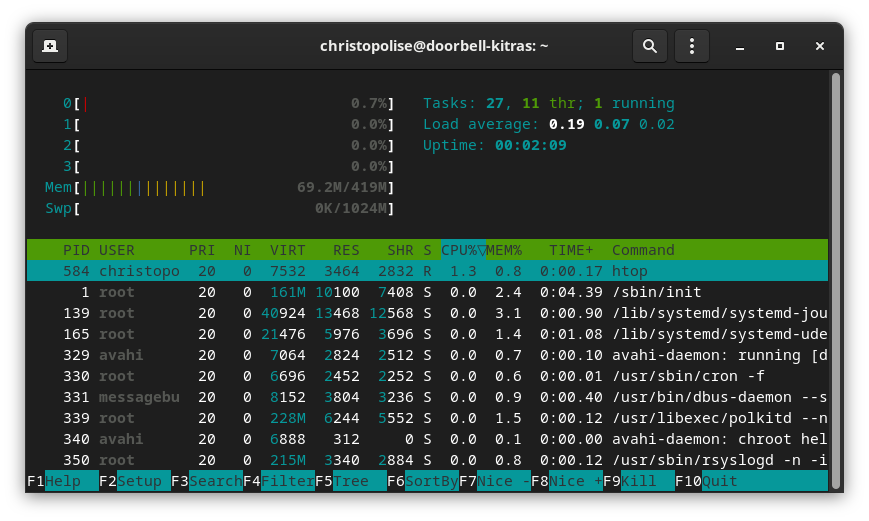 christopolise@doorbell-kitras: ~
0[| 0.7%] Tasks: 27, 11 thr; 1 running
1[ 0.0%] Load average: 0.19 0.07 0.02
2[ 0.0%] Uptime: 00:02:09
3[ 0.0%]
Mem[|||||||||||||| 69.2M/419M]
Swp[ 0K/1024M]
PID USER PRI NI VIRT RES SHR S CPU%▽MEM% TIME+ Command
584 christopo 20 0 7532 3464 2832 R 1.3 0.8 0:00.17 htop
1 root 20 0 161M 10100 7408 S 0.0 2.4 0:04.39 /sbin/init
139 root 20 0 40924 13468 12568 S 0.0 3.1 0:00.90 /lib/systemd/systemd-jou
165 root 20 0 21476 5976 3696 S 0.0 1.4 0:01.08 /lib/systemd/systemd-ude
329 avahi 20 0 7064 2824 2512 S 0.0 0.7 0:00.10 avahi-daemon: running [d
330 root 20 0 6696 2452 2252 S 0.0 0.6 0:00.01 /usr/sbin/cron -f
331 messagebu 20 0 8152 3804 3236 S 0.0 0.9 0:00.40 /usr/bin/dbus-daemon --s
339 root 20 0 228M 6244 5552 S 0.0 1.5 0:00.12 /usr/libexec/polkitd --n
340 avahi 20 0 6888 312 0 S 0.0 0.1 0:00.00 avahi-daemon: chroot hel
350 root 20 0 215M 3340 2884 S 0.0 0.8 0:00.12 /usr/sbin/rsyslogd -n -i
F1Help F2Setup F3SearchF4FilterF5Tree F6SortByF7Nice -F8Nice +F9Kill F10Quit